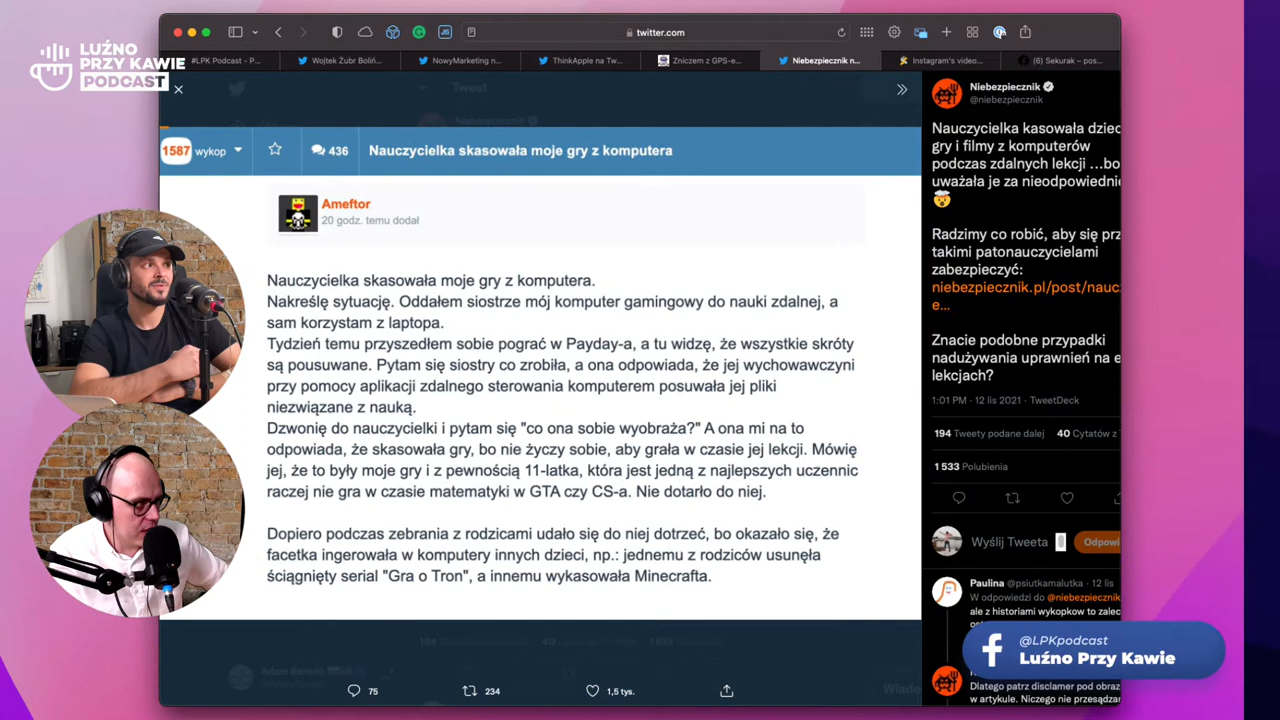 LUŹNO
PRZY KAWIE
PODCAST
twitter.com
#LPK Podcast - P...
Wojtek Żubr Boliń...
NowyMarketing n...
ThinkApple na Tw...
Zniczem z GPS-e...
Niebezpiecznik n...
Instagram's video...
(6) Sekurak – pos...
Tweet
1587 wykop
436
Nauczycielka skasowała moje gry z komputera
Ameftor
20 godz. temu dodał
Nauczycielka skasowała moje gry z komputera.
Nakreślę sytuację. Oddałem siostrze mój komputer gamingowy do nauki zdalnej, a
sam korzystam z laptopa.
Tydzień temu przyszedłem sobie pograć w Payday-a, a tu widzę, że wszystkie skróty
są pousuwane. Pytam się siostry co zrobiła, a ona odpowiada, że jej wychowawczyni
przy pomocy aplikacji zdalnego sterowania komputerem posuwała jej pliki
niezwiązane z nauką.
Dzwonię do nauczycielki i pytam się "co ona sobie wyobraża?" A ona mi na to
odpowiada, że skasowała gry, bo nie życzy sobie, aby grała w czasie jej lekcji. Mówię
jej, że to były moje gry i z pewnością 11-latka, która jest jedną z najlepszych uczennic
raczej nie gra w czasie matematyki w GTA czy CS-a. Nie dotarło do niej.
Dopiero podczas zebrania z rodzicami udało się do niej dotrzeć, bo okazało się, że
facetka ingerowała w komputery innych dzieci, np.: jednemu z rodziców usunęła
ściągnięty serial "Gra o Tron", a innemu wykasowała Minecrafta.
75
234
1,5 tys.
Niebezpiecznik
@niebezpiecznik
Nauczycielka kasowała dziec
gry i filmy z komputerów
podczas zdalnych lekcji ...bo
uważała je za nieodpowiednie
🤯
Radzimy co robić, aby się prz
takimi patonauczycielami
zabezpieczyć:
niebezpiecznik.pl/post/nauc
e...
Znacie podobne przypadki
nadużywania uprawnień na e
lekcjach?
1:01 PM · 12 lis 2021 · TweetDeck
194 Tweety podane dalej
40 Cytatów z T
1 533 Polubienia
Wyślij Tweeta
Odpowi
Paulina @psiutkamalutka · 12 lis
W odpowiedzi do @niebezpiecznik
ale z historiami wykopkow to zalec
@LPKpodcast
Luźno Przy Kawie
Dlatego patrz disclamer pod obraz
w artykule. Niczego nie przesądzar